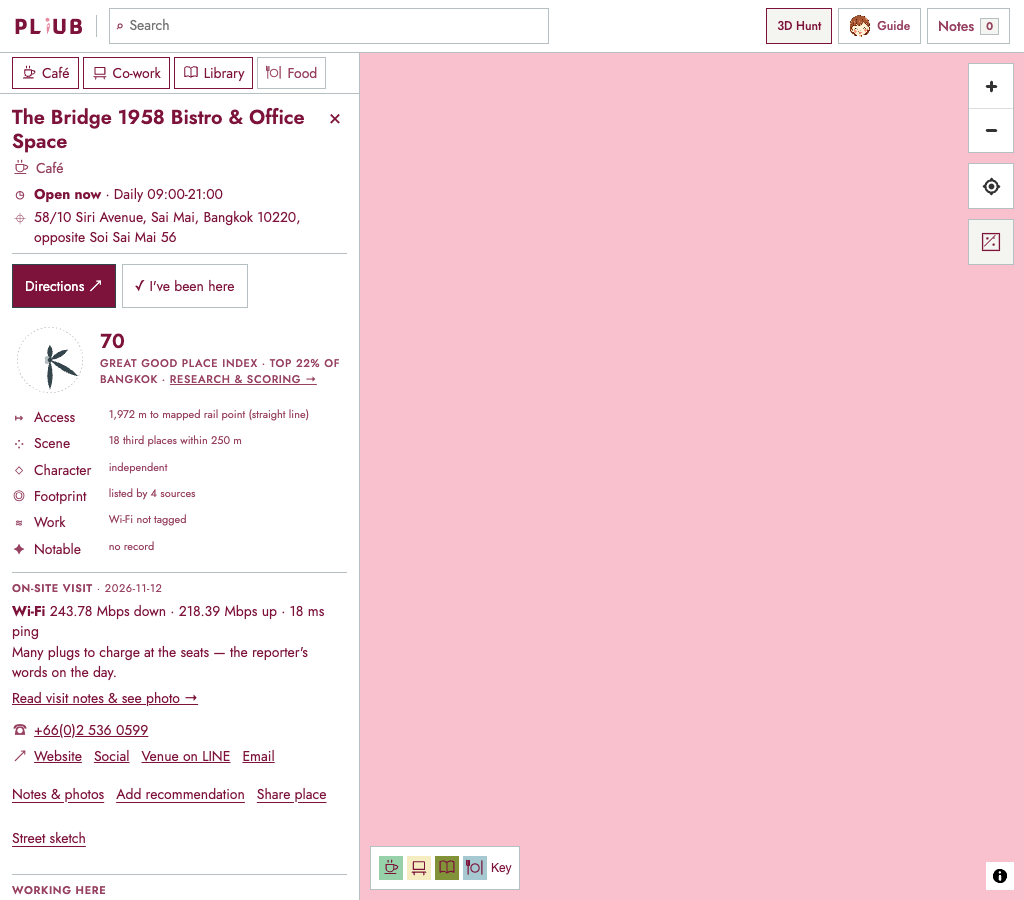 PLIUB
Search
3D Hunt
Guide
Notes 0
Café
Co-work
Library
Food
The Bridge 1958 Bistro & Office
Space
Café
Open now · Daily 09:00-21:00
58/10 Siri Avenue, Sai Mai, Bangkok 10220,
opposite Soi Sai Mai 56
Directions ↗
✓ I've been here
70
GREAT GOOD PLACE INDEX · TOP 22% OF
BANGKOK · RESEARCH & SCORING →
Access 1,972 m to mapped rail point (straight line)
Scene 18 third places within 250 m
Character independent
Footprint listed by 4 sources
Work Wi-Fi not tagged
Notable no record
ON-SITE VISIT · 2026-11-12
Wi-Fi 243.78 Mbps down · 218.39 Mbps up · 18 ms
ping
Many plugs to charge at the seats — the reporter's
words on the day.
Read visit notes & see photo →
+66(0)2 536 0599
Website Social Venue on LINE Email
Notes & photos Add recommendation Share place
Street sketch
WORKING HERE
Key